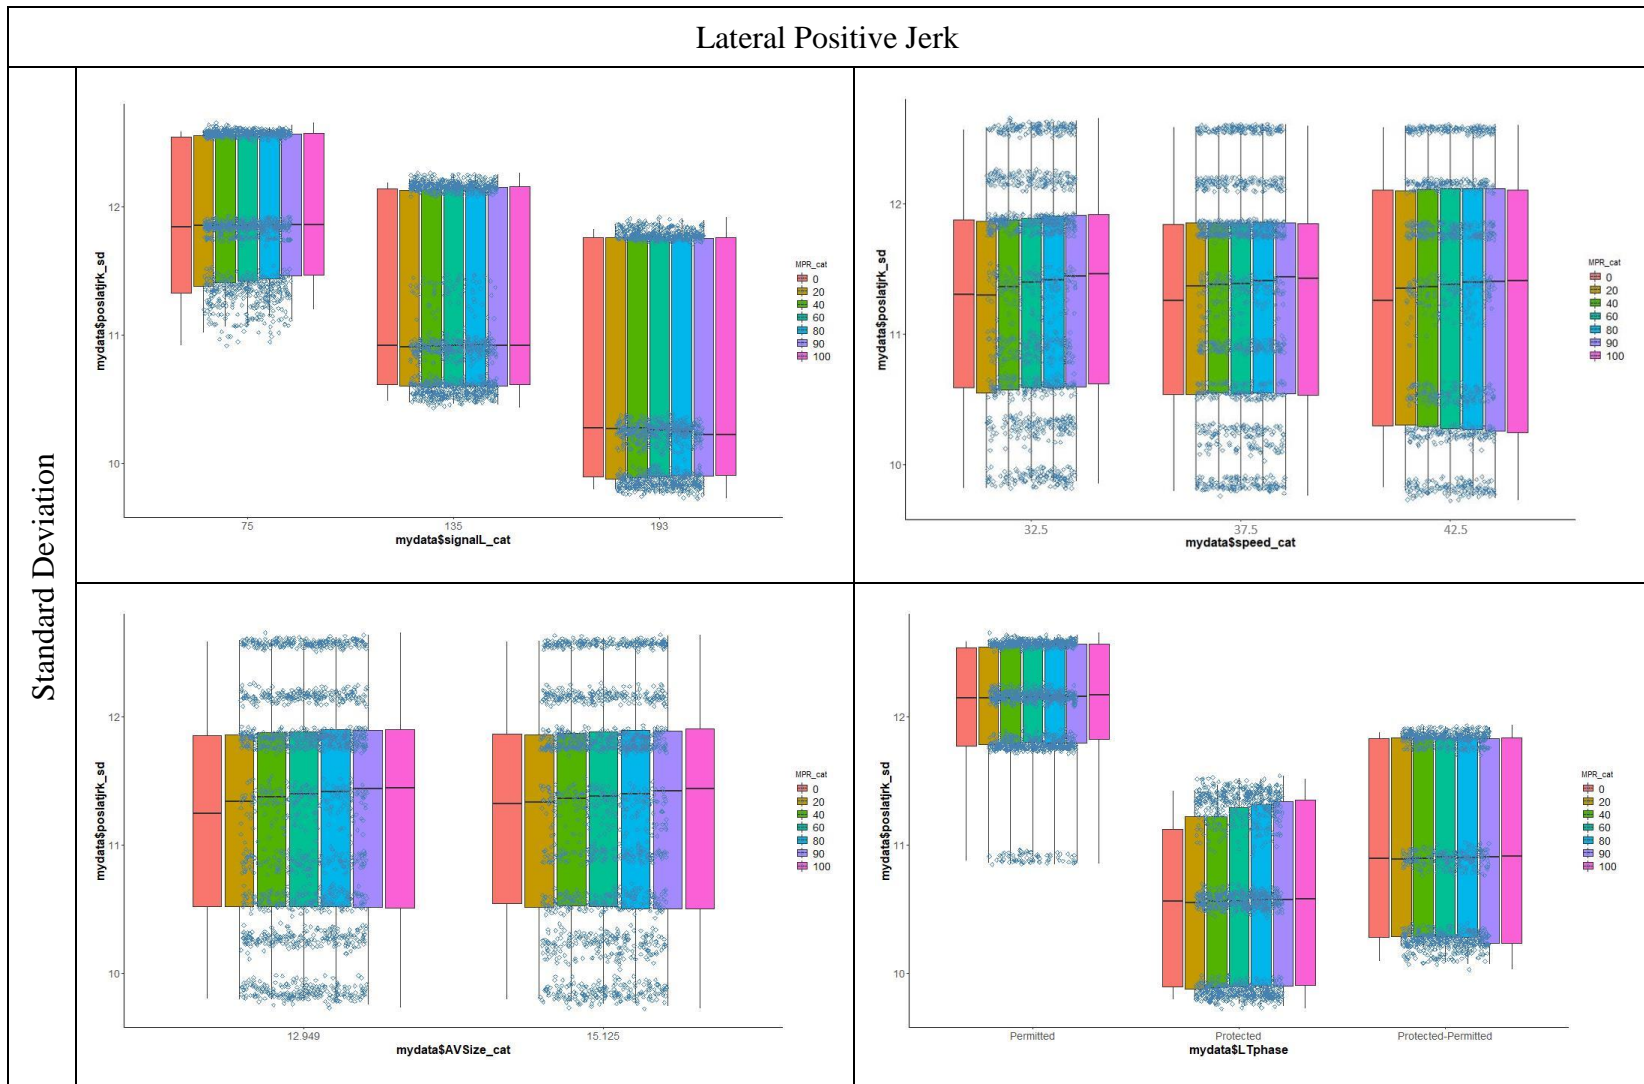 Lateral Positive Jerk
Standard Deviation
mydata$poslatjrk_sd
12
11
10
75
135
193
mydata$signalL_cat
MPR_cat
0
20
40
60
80
90
100
mydata$poslatjrk_sd
12
11
10
32.5
37.5
42.5
mydata$speed_cat
MPR_cat
0
20
40
60
80
90
100
mydata$poslatjrk_sd
12
11
10
12.949
15.125
mydata$AVSize_cat
MPR_cat
0
20
40
60
80
90
100
mydata$poslatjrk_sd
12
11
10
Permitted
Protected
Protected-Permitted
mydata$LTphase
MPR_cat
0
20
40
60
80
90
100